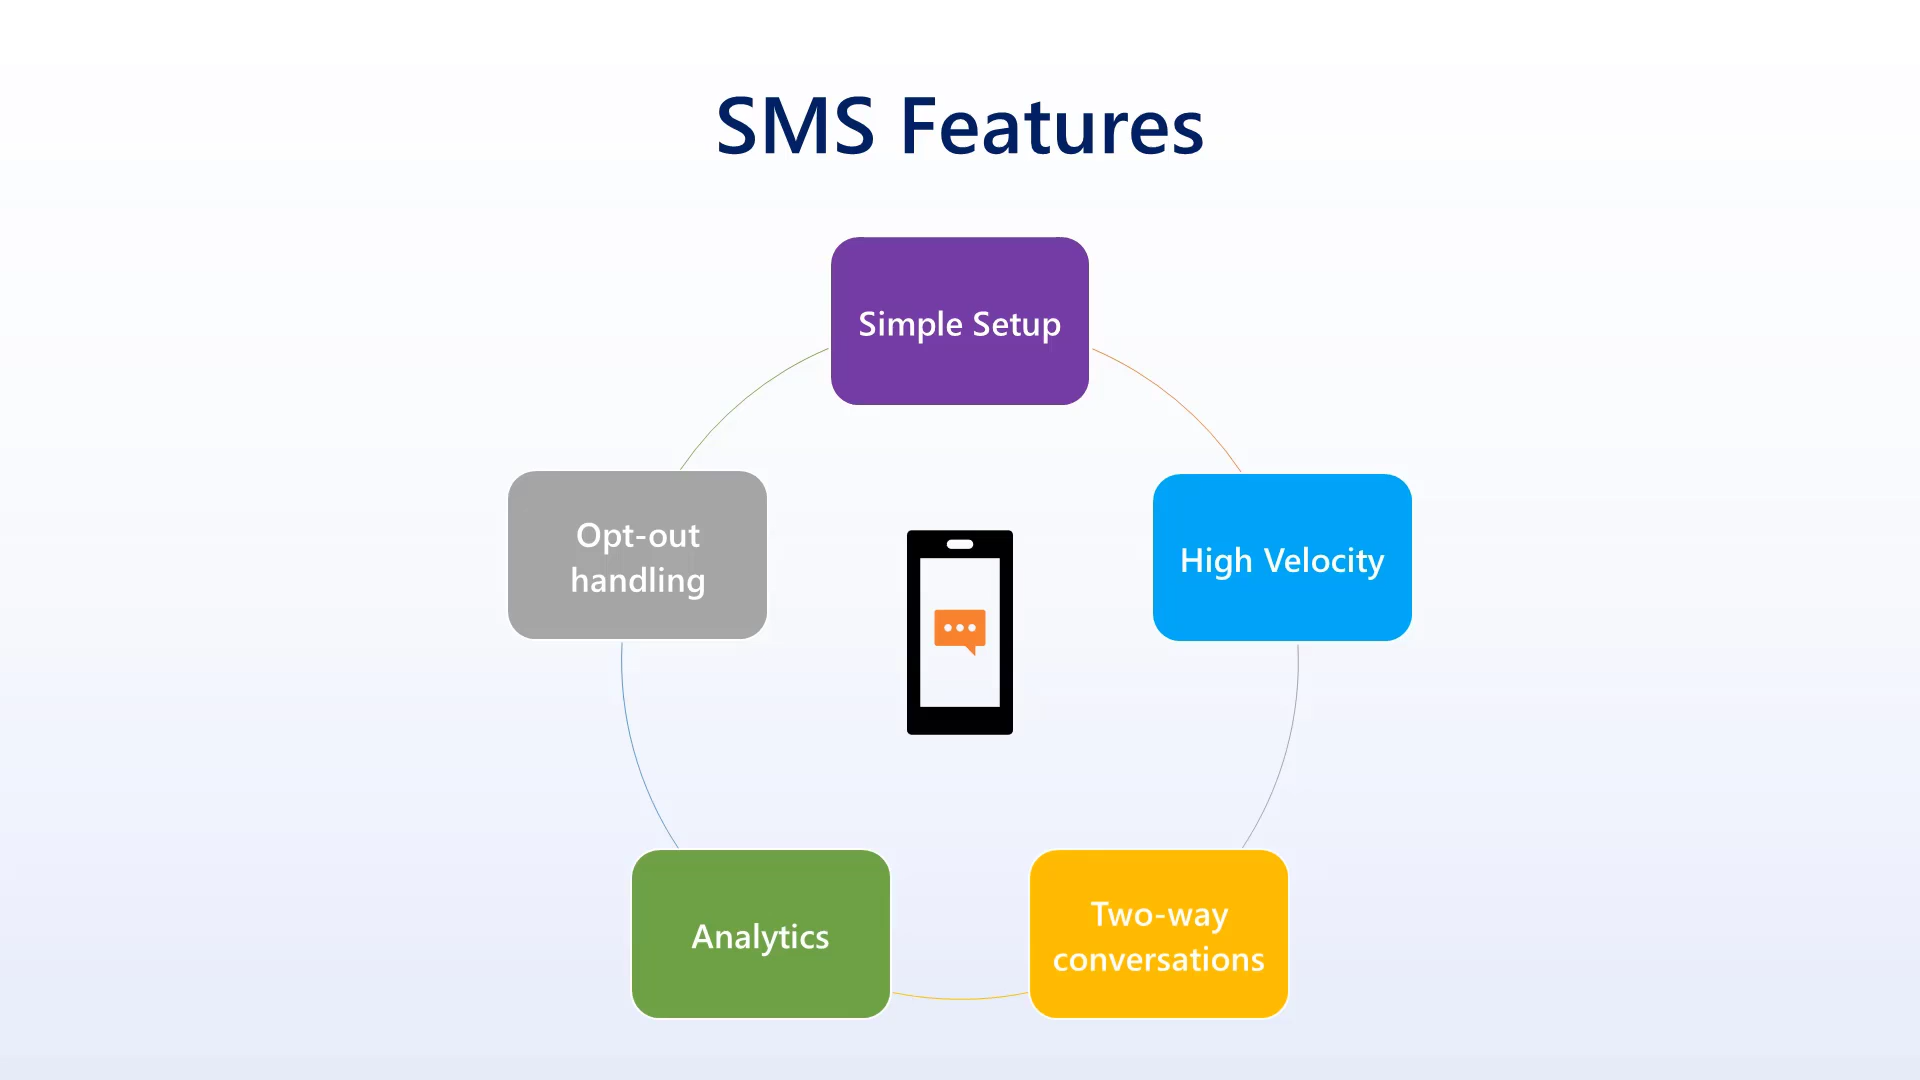 SMS Features
Simple Setup
High Velocity
Two-way
conversations
Analytics
Opt-out
handling